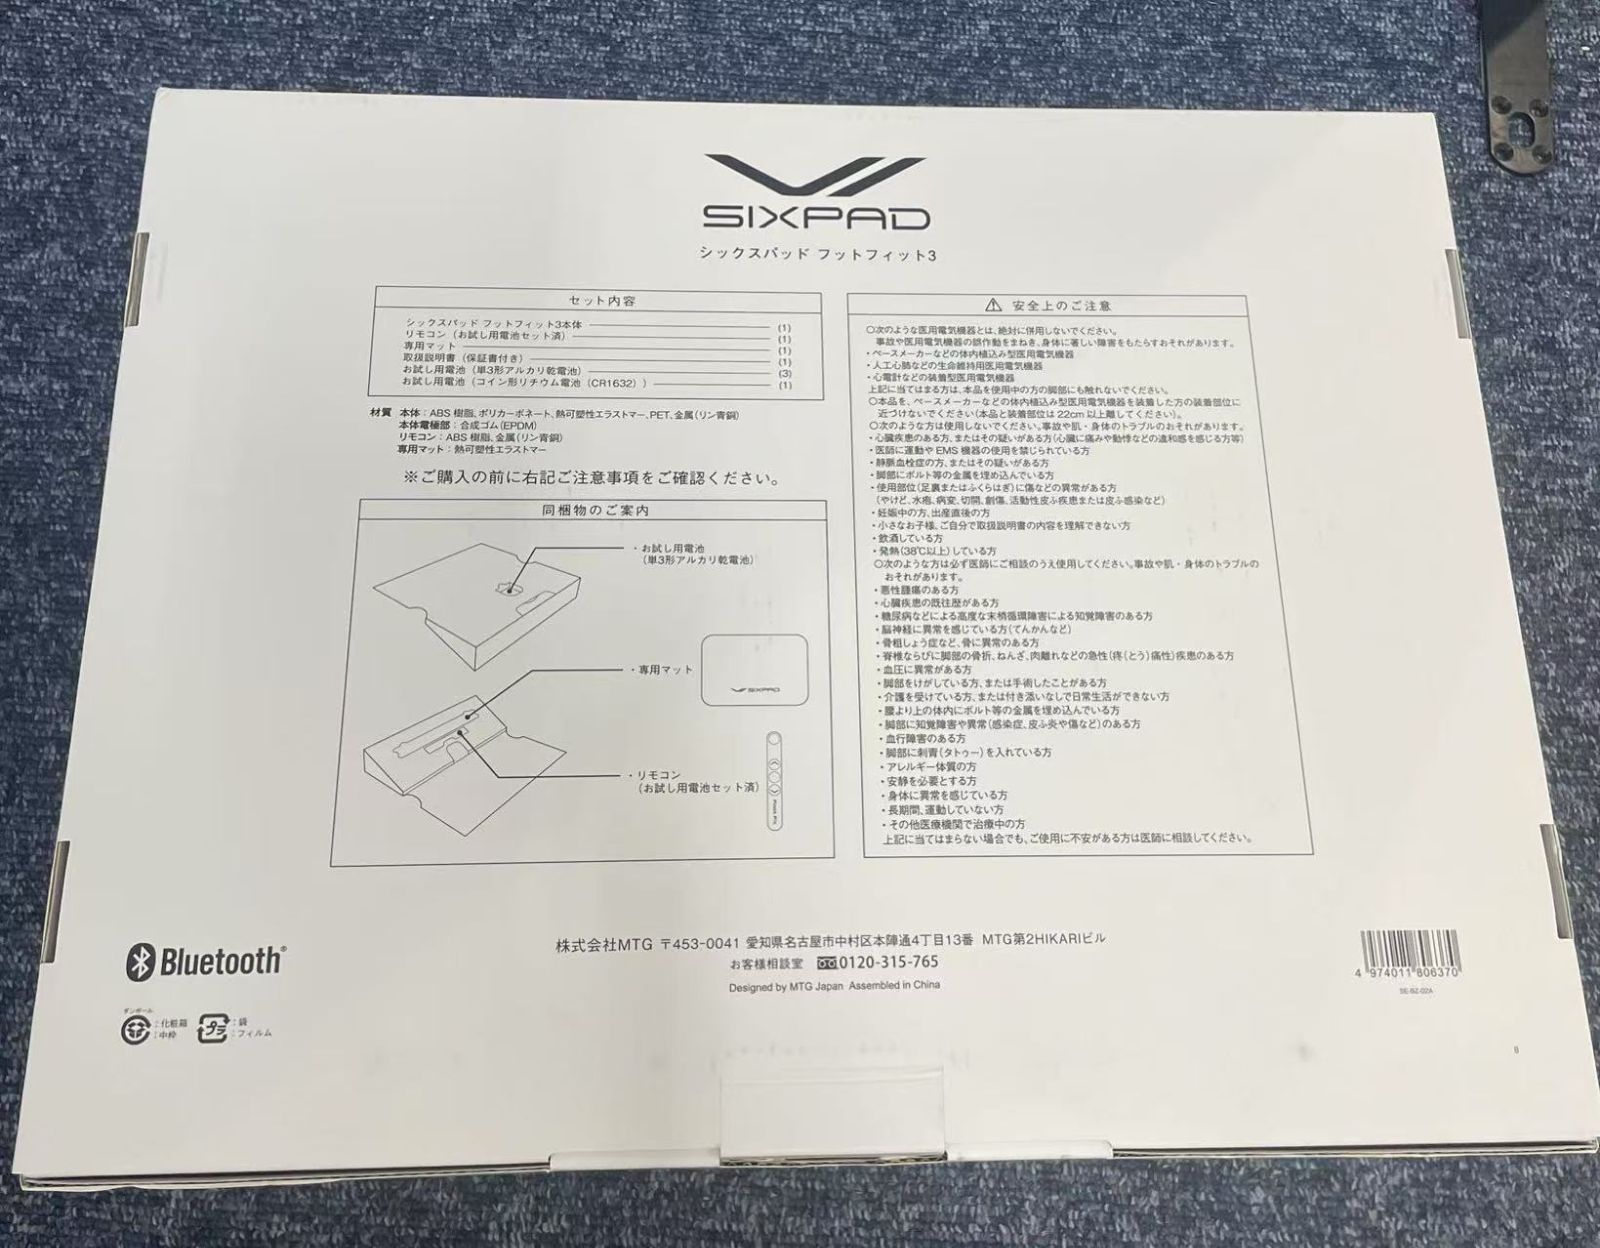 SIXPAD
シックスパッド フットフィット3
セット内容
シックスパッド フットフィット3本体 (1)
リモコン（お試し用電池セット済） (1)
専用マット (1)
取扱説明書（保証書付き） (1)
お試し用電池（単3形アルカリ乾電池） (3)
お試し用電池（コイン形リチウム電池（CR1632）） (1)
材質 本体：ABS 樹脂、ポリカーボネート、熱可塑性エラストマー、PET、金属（リン青銅）
本体電極部：合成ゴム（EPDM）
リモコン：ABS 樹脂、金属（リン青銅）
専用マット：熱可塑性エラストマー
※ご購入の前に右記ご注意事項をご確認ください。
同梱物のご案内
・お試し用電池
（単3形アルカリ乾電池）
・専用マット
SIXPAD
・リモコン
（お試し用電池セット済）
Foot Fit
⚠ 安全上のご注意
○次のような医用電気機器とは、絶対に併用しないでください。
事故や医用電気機器の誤作動をまねき、身体に著しい障害をもたらすおそれがあります。
・ペースメーカーなどの体内植込み型医用電気機器
・人工心肺などの生命維持用医用電気機器
・心電計などの装着型医用電気機器
上記に当てはまる方は、本品を使用中の方の脚部にも触れないでください。
○本品を、ペースメーカーなどの体内植込み型医用電気機器を装着した方の装着部位に
近づけないでください（本品と装着部位は 22cm 以上離してください）。
○次のような方は使用しないでください。事故や肌・身体のトラブルのおそれがあります。
・心臓疾患のある方、またはその疑いがある方（心臓に痛みや動悸などの違和感を感じる方等）
・医師に運動や EMS 機器の使用を禁じられている方
・静脈血栓症の方、またはその疑いがある方
・脚部にボルト等の金属を埋め込んでいる方
・使用部位（足裏またはふくらはぎ）に傷などの異常がある方
（やけど、水疱、病変、切開、創傷、活動性皮ふ疾患または皮ふ感染など）
・妊娠中の方、出産直後の方
・小さなお子様、ご自分で取扱説明書の内容を理解できない方
・飲酒している方
・発熱（38℃以上）している方
○次のような方は必ず医師にご相談のうえ使用してください。事故や肌・身体のトラブルの
おそれがあります。
・悪性腫瘍のある方
・心臓疾患の既往歴がある方
・糖尿病などによる高度な末梢循環障害による知覚障害のある方
・脳神経に異常を感じている方（てんかんなど）
・骨粗しょう症など、骨に異常のある方
・脊椎ならびに脚部の骨折、ねんざ、肉離れなどの急性（疼（とう）痛性）疾患のある方
・血圧に異常がある方
・脚部をけがしている方、または手術したことがある方
・介護を受けている方、または付き添いなしで日常生活ができない方
・腰より上の体内にボルト等の金属を埋め込んでいる方
・脚部に知覚障害や異常（感染症、皮ふ炎や傷など）のある方
・血行障害のある方
・脚部に刺青（タトゥー）を入れている方
・アレルギー体質の方
・安静を必要とする方
・身体に異常を感じている方
・長期間、運動していない方
・その他医療機関で治療中の方
上記に当てはまらない場合でも、ご使用に不安がある方は医師に相談してください。
Bluetooth®
ダンボール
：化粧箱
：中枠
プラ
：袋
：フィルム
株式会社MTG 〒453-0041 愛知県名古屋市中村区本陣通4丁目13番 MTG第2HIKARIビル
お客様相談室 0120-315-765
Designed by MTG Japan Assembled in China
4 974011 806370
SE-BZ-02A